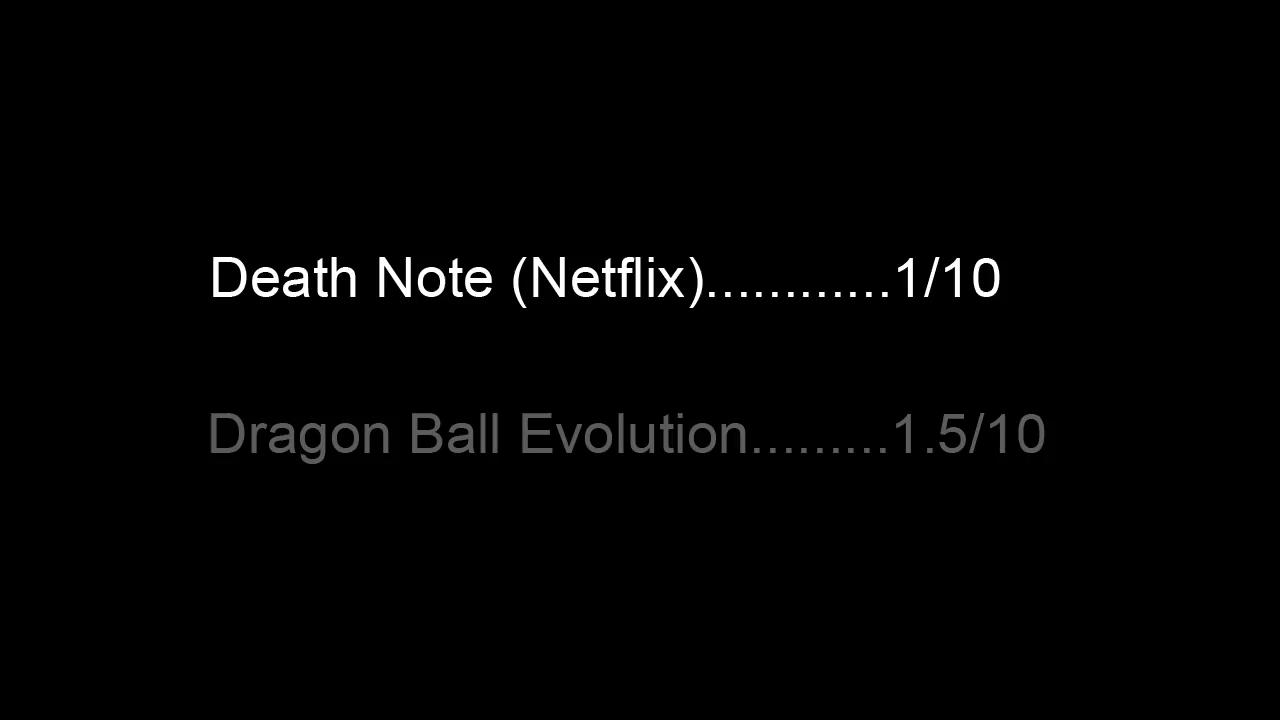 Death Note (Netflix)............1/10
Dragon Ball Evolution.........1.5/10